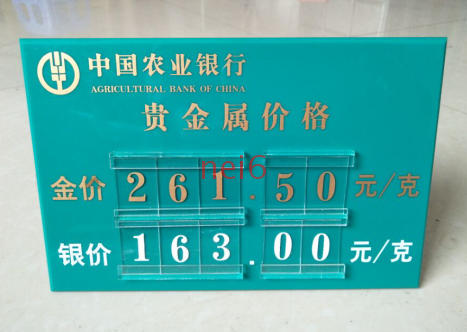 中国农业银行
AGRICULTURAL BANK OF CHINA
贵金属价格
nei6
金价 261.50 元/克
银价 163.00 元/克